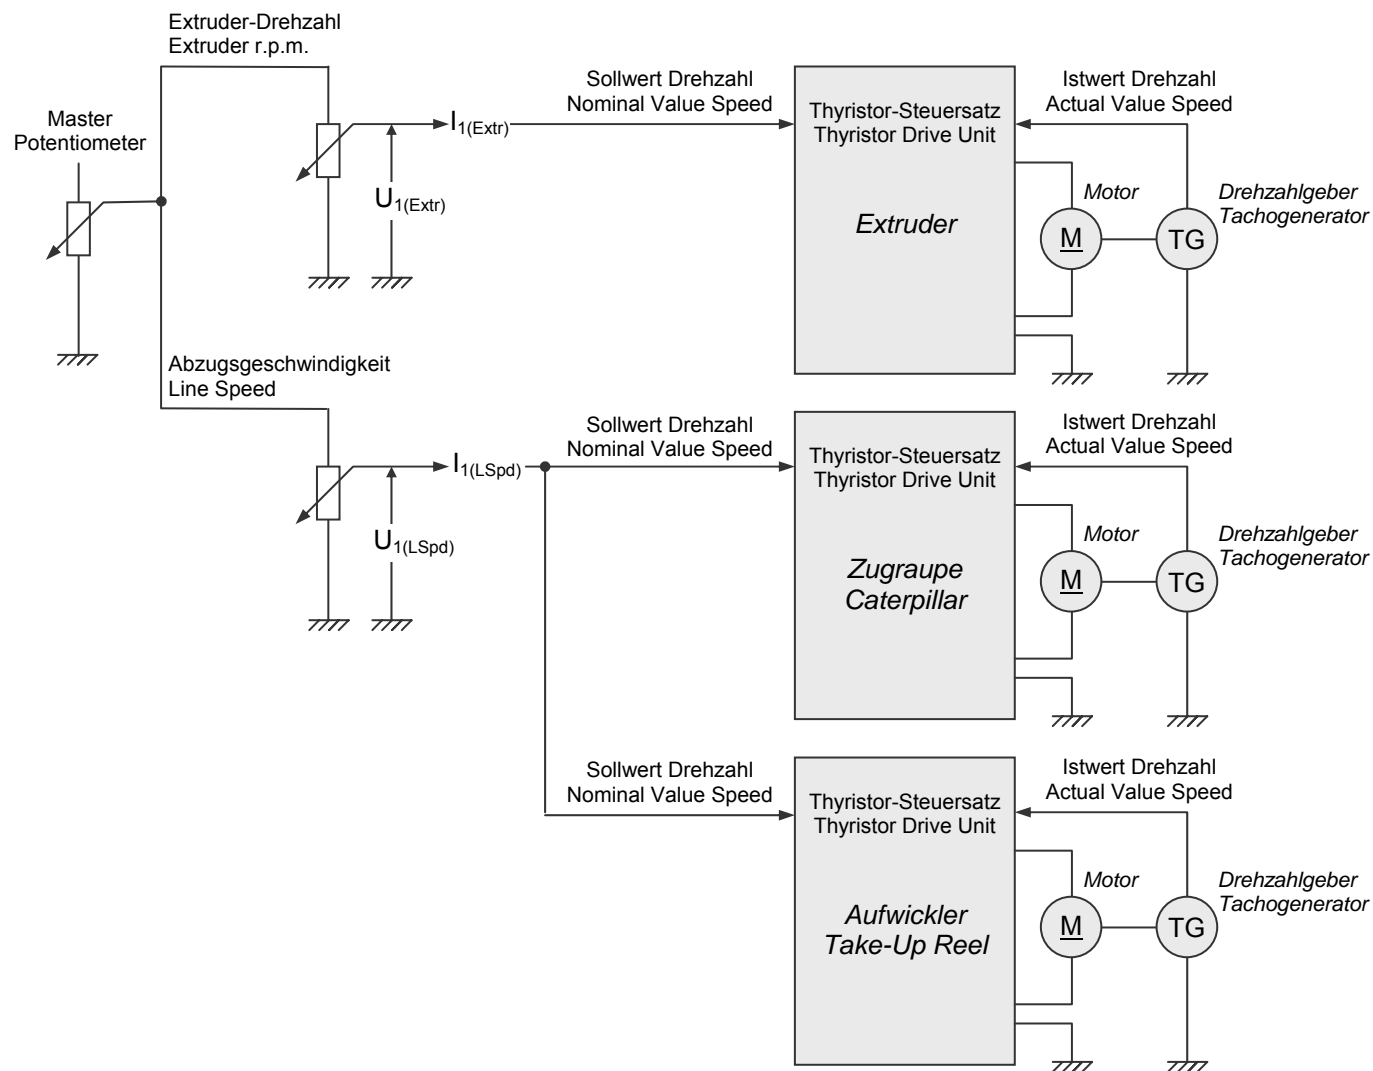 Extruder-Drehzahl
Extruder r.p.m.
Master
Potentiometer
I1(Extr)
U1(Extr)
Sollwert Drehzahl
Nominal Value Speed
Thyristor-Steuersatz
Thyristor Drive Unit
Extruder
Istwert Drehzahl
Actual Value Speed
Motor
M
TG
Drehzahlgeber
Tachogenerator
Abzugsgeschwindigkeit
Line Speed
I1(LSpd)
U1(LSpd)
Sollwert Drehzahl
Nominal Value Speed
Thyristor-Steuersatz
Thyristor Drive Unit
Zugraupe
Caterpillar
Istwert Drehzahl
Actual Value Speed
Motor
M
TG
Drehzahlgeber
Tachogenerator
Sollwert Drehzahl
Nominal Value Speed
Thyristor-Steuersatz
Thyristor Drive Unit
Aufwickler
Take-Up Reel
Istwert Drehzahl
Actual Value Speed
Motor
M
TG
Drehzahlgeber
Tachogenerator